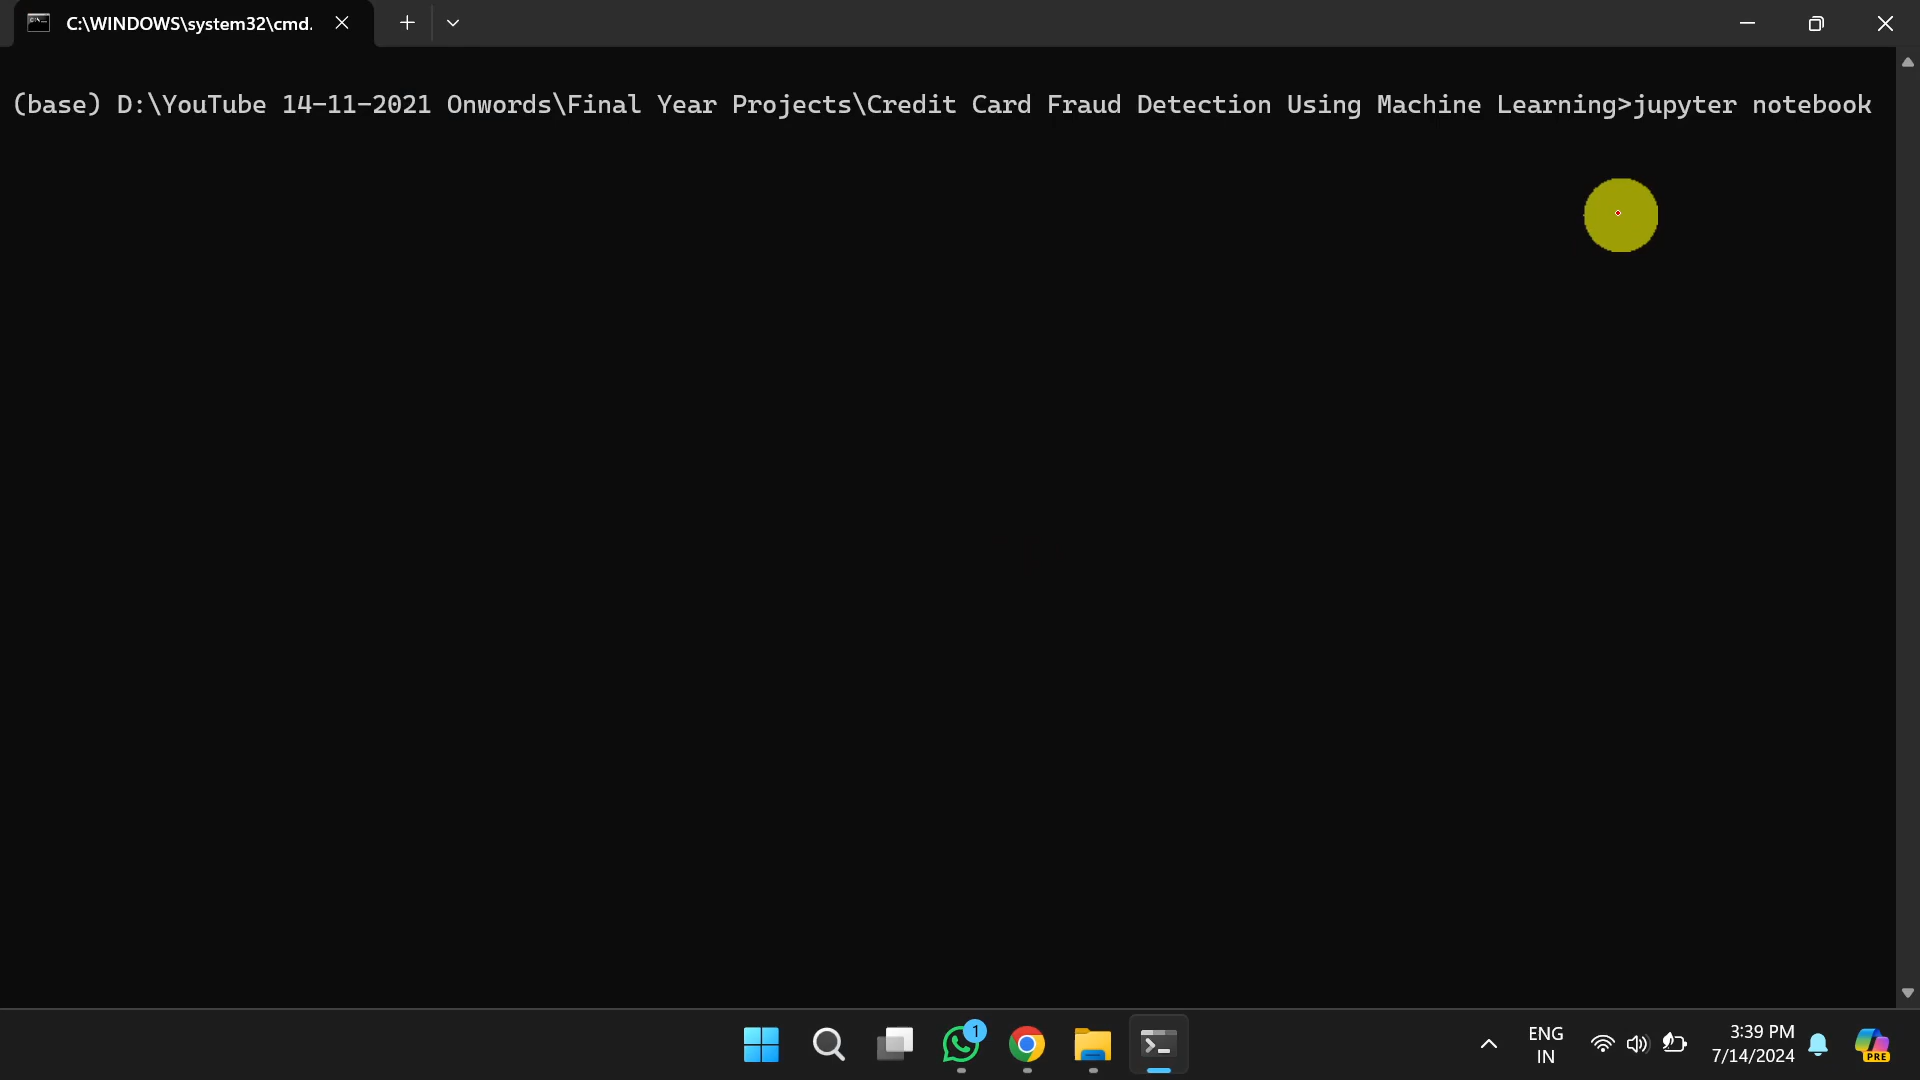 C:\WINDOWS\system32\cmd.
(base) D:\YouTube 14-11-2021 Onwords\Final Year Projects\Credit Card Fraud Detection Using Machine Learning>jupyter notebook
1
ENG
IN
3:39 PM
7/14/2024
PRE